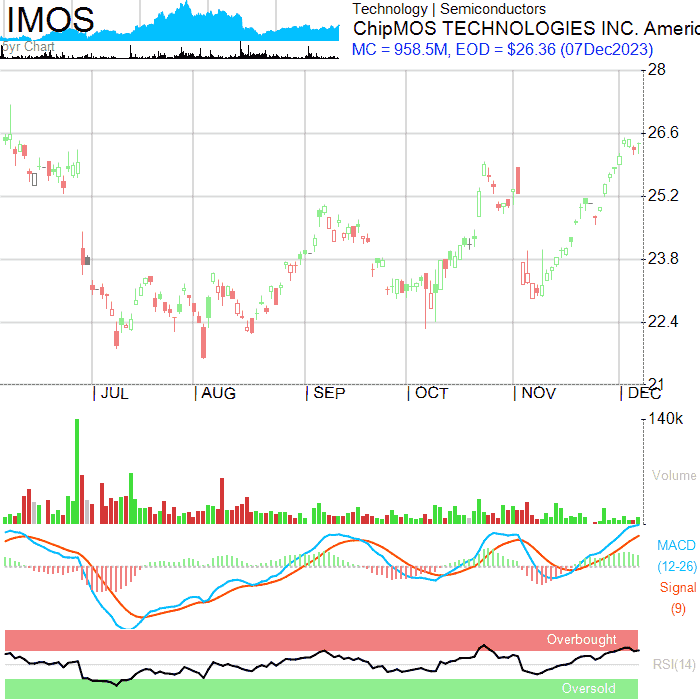 IMOS
5yr Chart
Technology | Semiconductors
ChipMOS TECHNOLOGIES INC. Americ
MC = 958.5M, EOD = $26.36 (07Dec2023)
28
26.6
25.2
23.8
22.4
21
| JUL | AUG | SEP | OCT | NOV | DEC
140k
Volume
MACD
(12-26)
Signal
(9)
Overbought
RSI(14)
Oversold